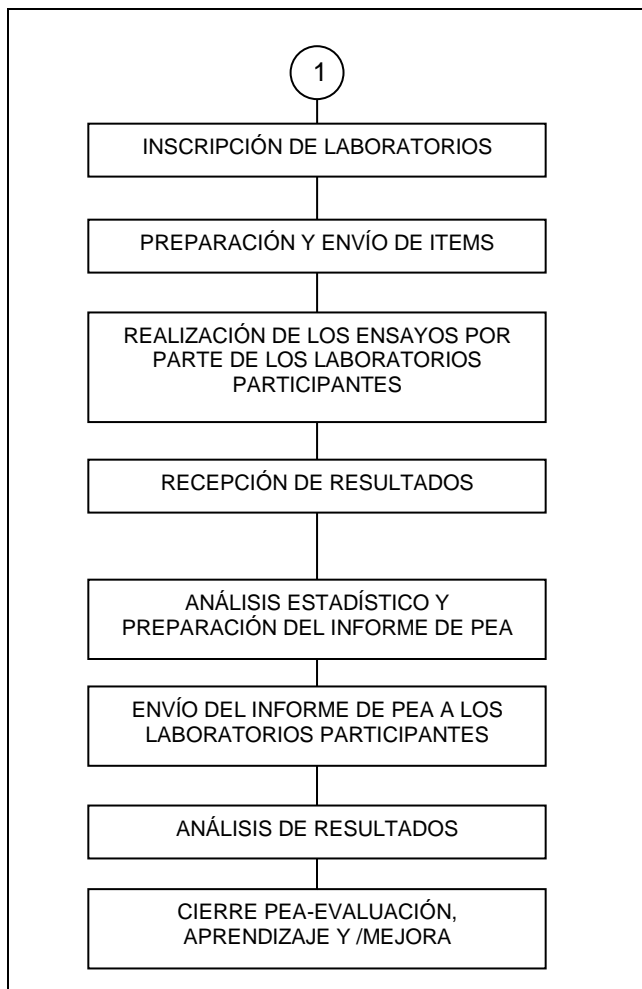 1
INSCRIPCIÓN DE LABORATORIOS
PREPARACIÓN Y ENVÍO DE ITEMS
REALIZACIÓN DE LOS ENSAYOS POR
PARTE DE LOS LABORATORIOS
PARTICIPANTES
RECEPCIÓN DE RESULTADOS
ANÁLISIS ESTADÍSTICO Y
PREPARACIÓN DEL INFORME DE PEA
ENVÍO DEL INFORME DE PEA A LOS
LABORATORIOS PARTICIPANTES
ANÁLISIS DE RESULTADOS
CIERRE PEA-EVALUACIÓN,
APRENDIZAJE Y /MEJORA